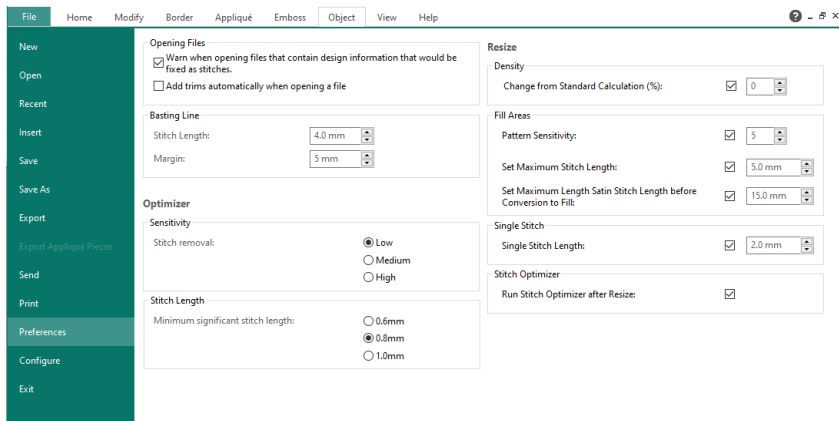 File Home Modify Border Appliqué Emboss Object View Help
New
Open
Recent
Insert
Save
Save As
Export
Export Appliqué Pieces
Send
Print
Preferences
Configure
Exit
Opening Files
Warn when opening files that contain design information that would be
fixed as stitches.
Add trims automatically when opening a file
Basting Line
Stitch Length: 4.0 mm
Margin: 5 mm
Optimizer
Sensitivity
Stitch removal: Low
Medium
High
Stitch Length
Minimum significant stitch length: 0.6mm
0.8mm
1.0mm
Resize
Density
Change from Standard Calculation (%): 0
Fill Areas
Pattern Sensitivity: 5
Set Maximum Stitch Length: 5.0 mm
Set Maximum Length Satin Stitch Length before
Conversion to Fill: 15.0 mm
Single Stitch
Single Stitch Length: 2.0 mm
Stitch Optimizer
Run Stitch Optimizer after Resize: